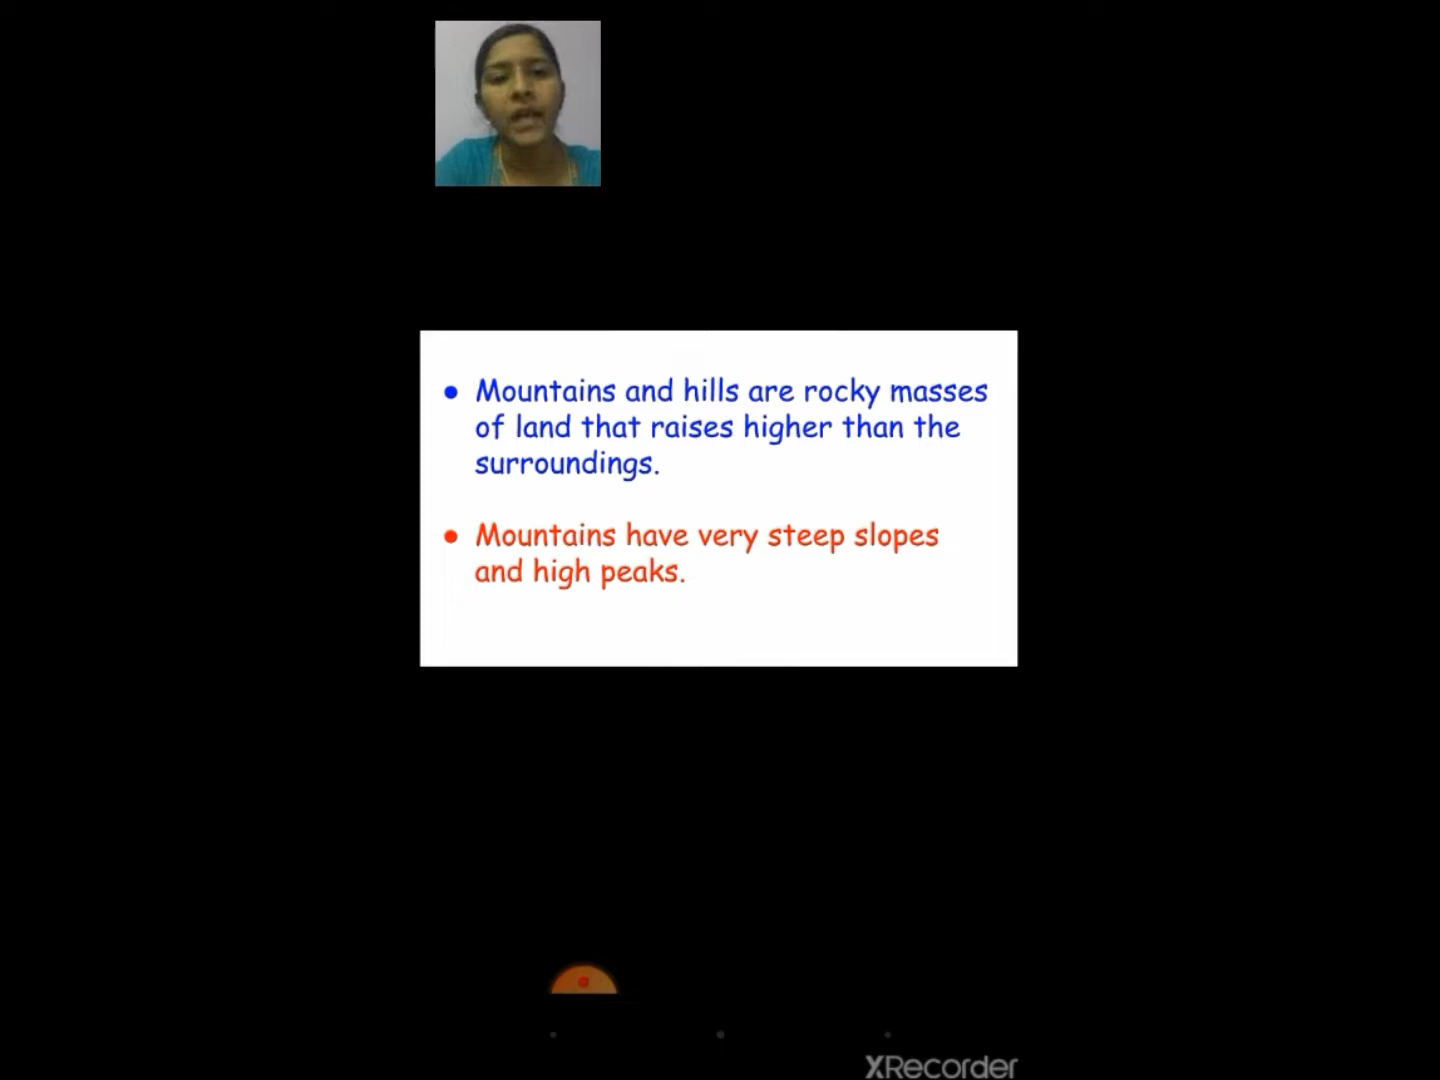 ● Mountains and hills are rocky masses
of land that raises higher than the
surroundings.
● Mountains have very steep slopes
and high peaks.
XRecorder